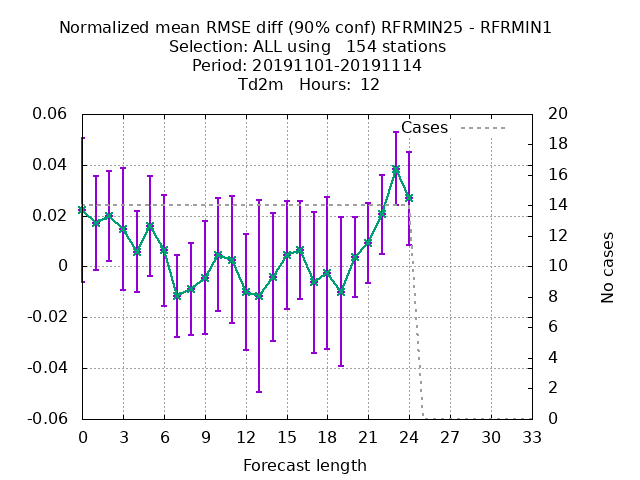 Normalized mean RMSE diff (90% conf) RFRMIN25 - RFRMIN1
Selection: ALL using   154 stations
Period: 20191101-20191114
Td2m   Hours: 12
0.06
0.04
0.02
0
-0.02
-0.04
-0.06
Cases
20
18
16
14
12
10
8
6
4
2
0
No cases
0 3 6 9 12 15 18 21 24 27 30 33
Forecast length